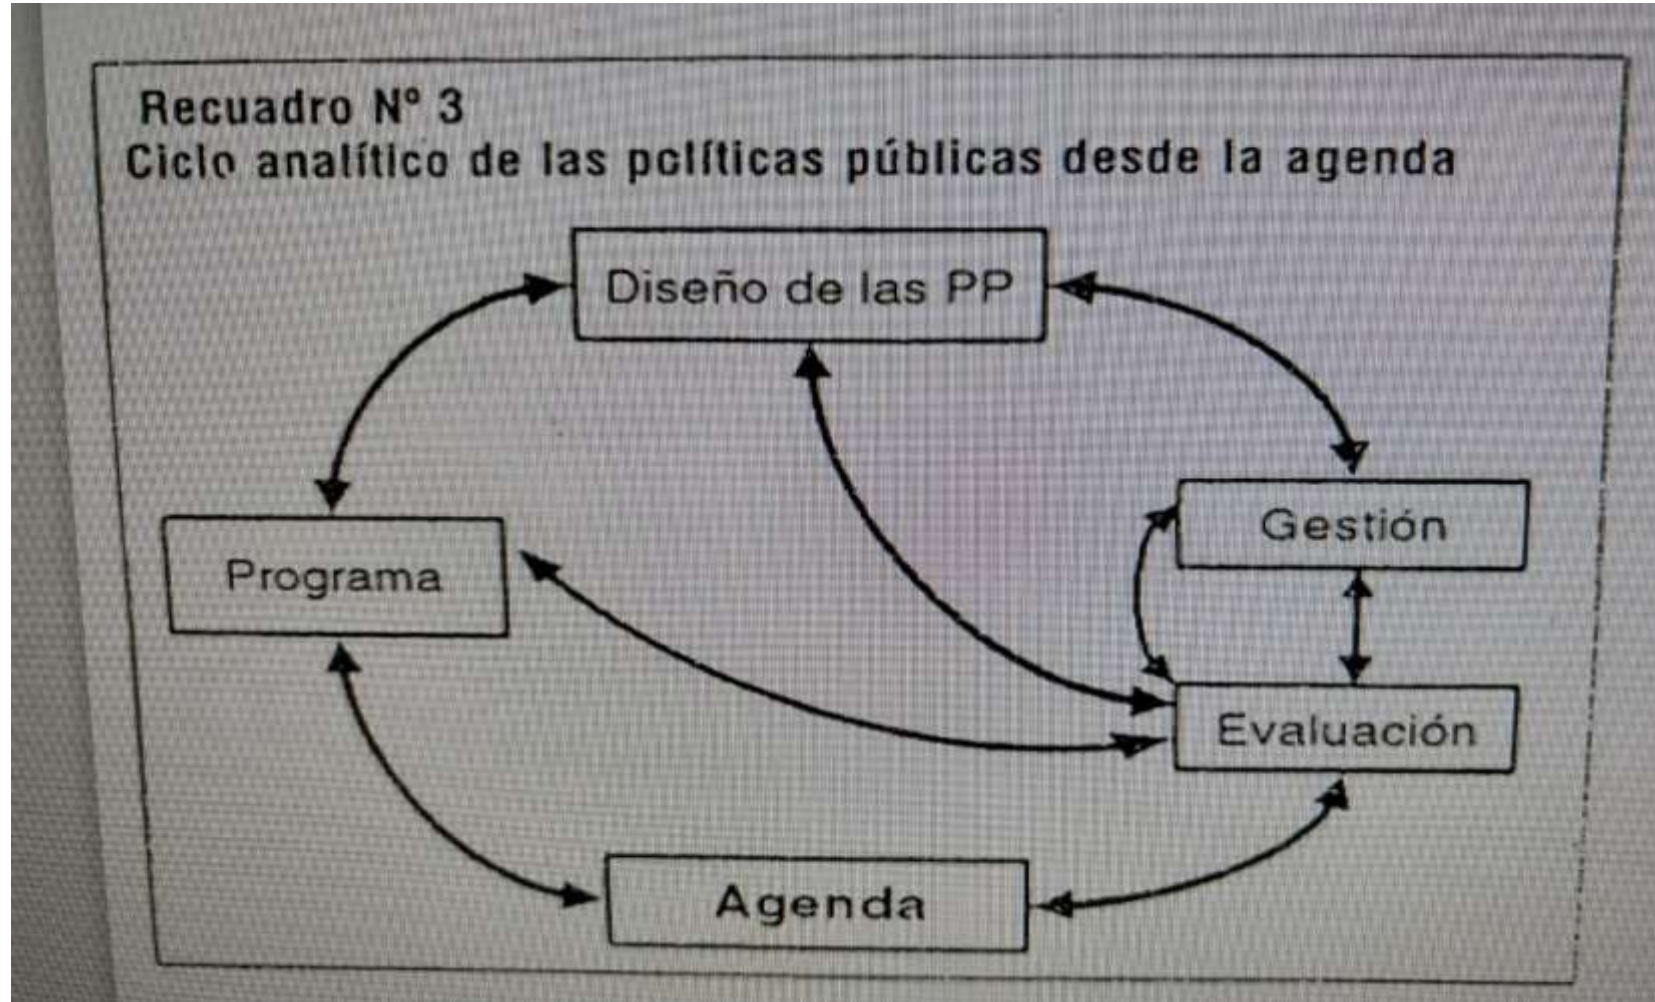 Recuadro Nº 3
Ciclo analítico de las políticas públicas desde la agenda
Diseño de las PP
Gestión
Programa
Evaluación
Agenda